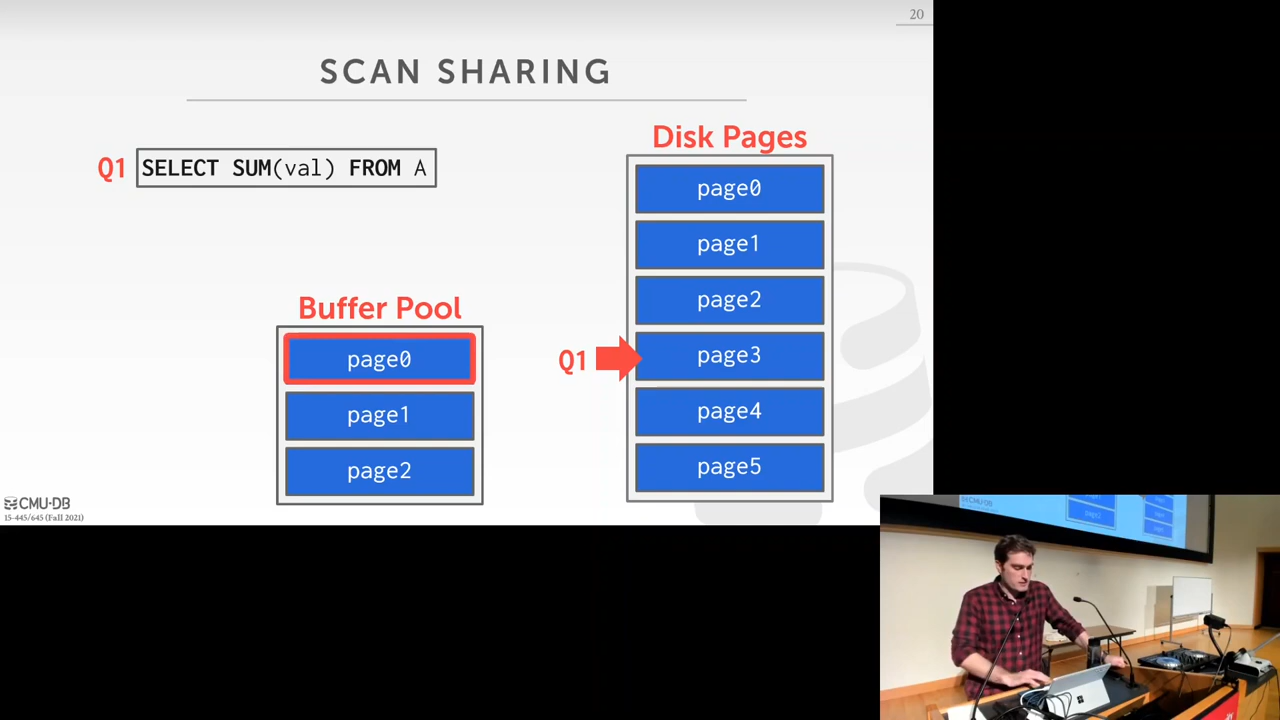 20
SCAN SHARING
Q1 SELECT SUM(val) FROM A
Disk Pages
page0
page1
page2
Q1 page3
page4
page5
Buffer Pool
page0
page1
page2
CMU·DB
15-445/645 (Fall 2021)